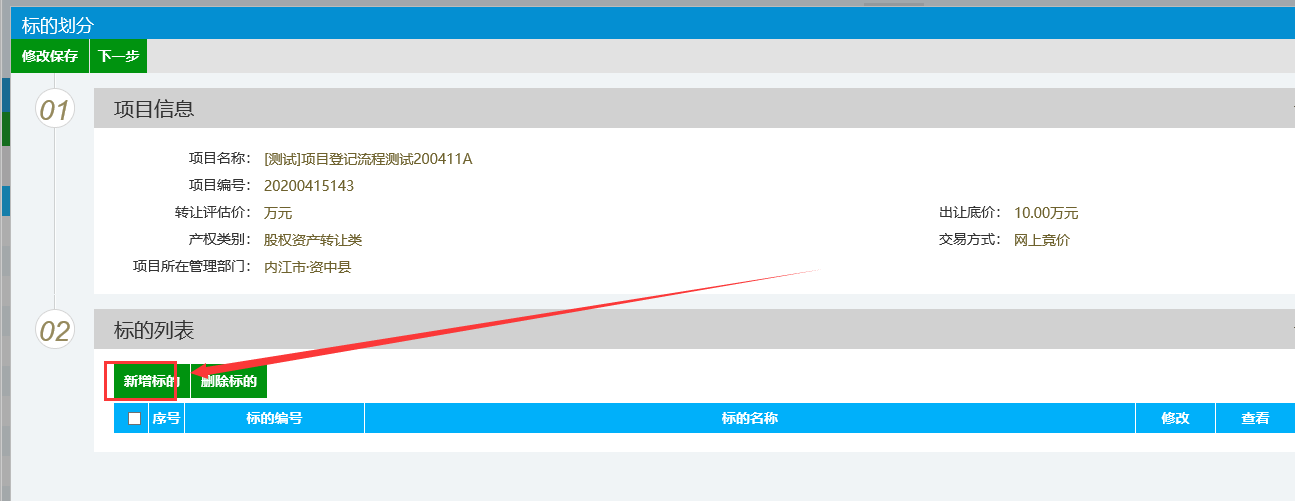 标的划分
修改保存 下一步
01 项目信息
项目名称： [测试]项目登记流程测试200411A
项目编号： 20200415143
转让评估价： 万元 出让底价： 10.00万元
产权类别： 股权资产转让类 交易方式： 网上竞价
项目所在管理部门： 内江市·资中县
02 标的列表
新增标的 删除标的
序号 标的编号 标的名称 修改 查看